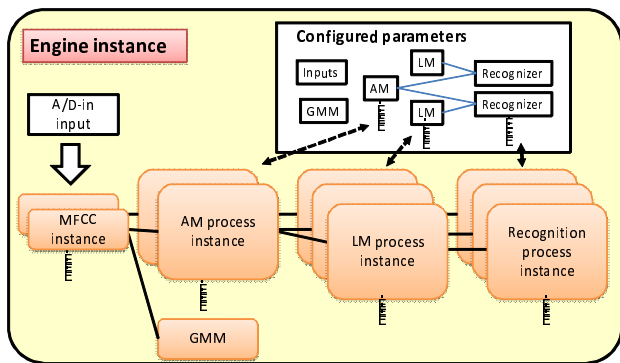 Engine instance
Configured parameters
A/D-in
input
Inputs
GMM
AM
LM
LM
Recognizer
Recognizer
MFCC
instance
AM process
instance
LM process
instance
Recognition
process
instance
GMM